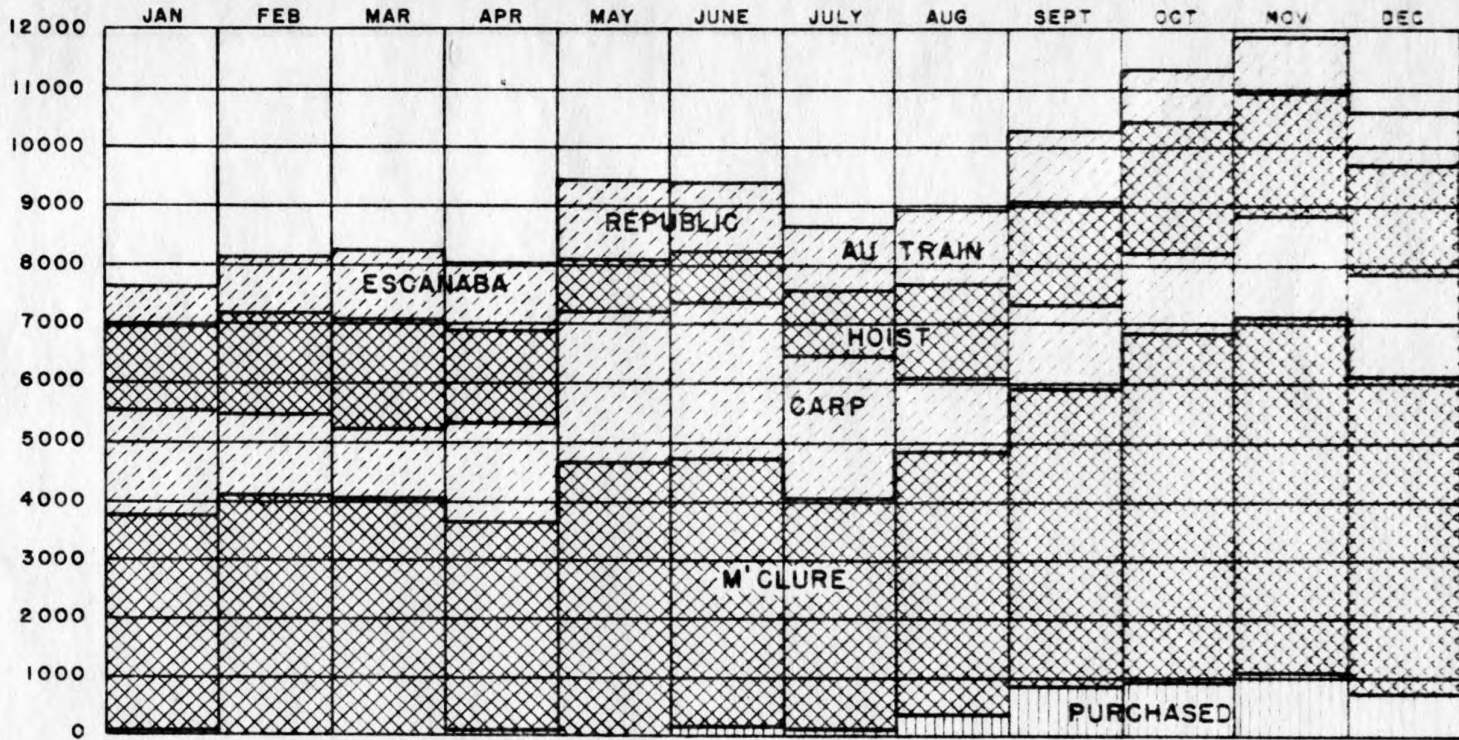 JAN FEB MAR APR MAY JUNE JULY AUG SEPT OCT NOV DEC
12000
11000
10000
9000
REPUBLIC
AU TRAIN
8000
ESCANABA
7000
HOIST
6000
CARP
5000
4000
3000
M'CLURE
2000
1000
PURCHASED
0